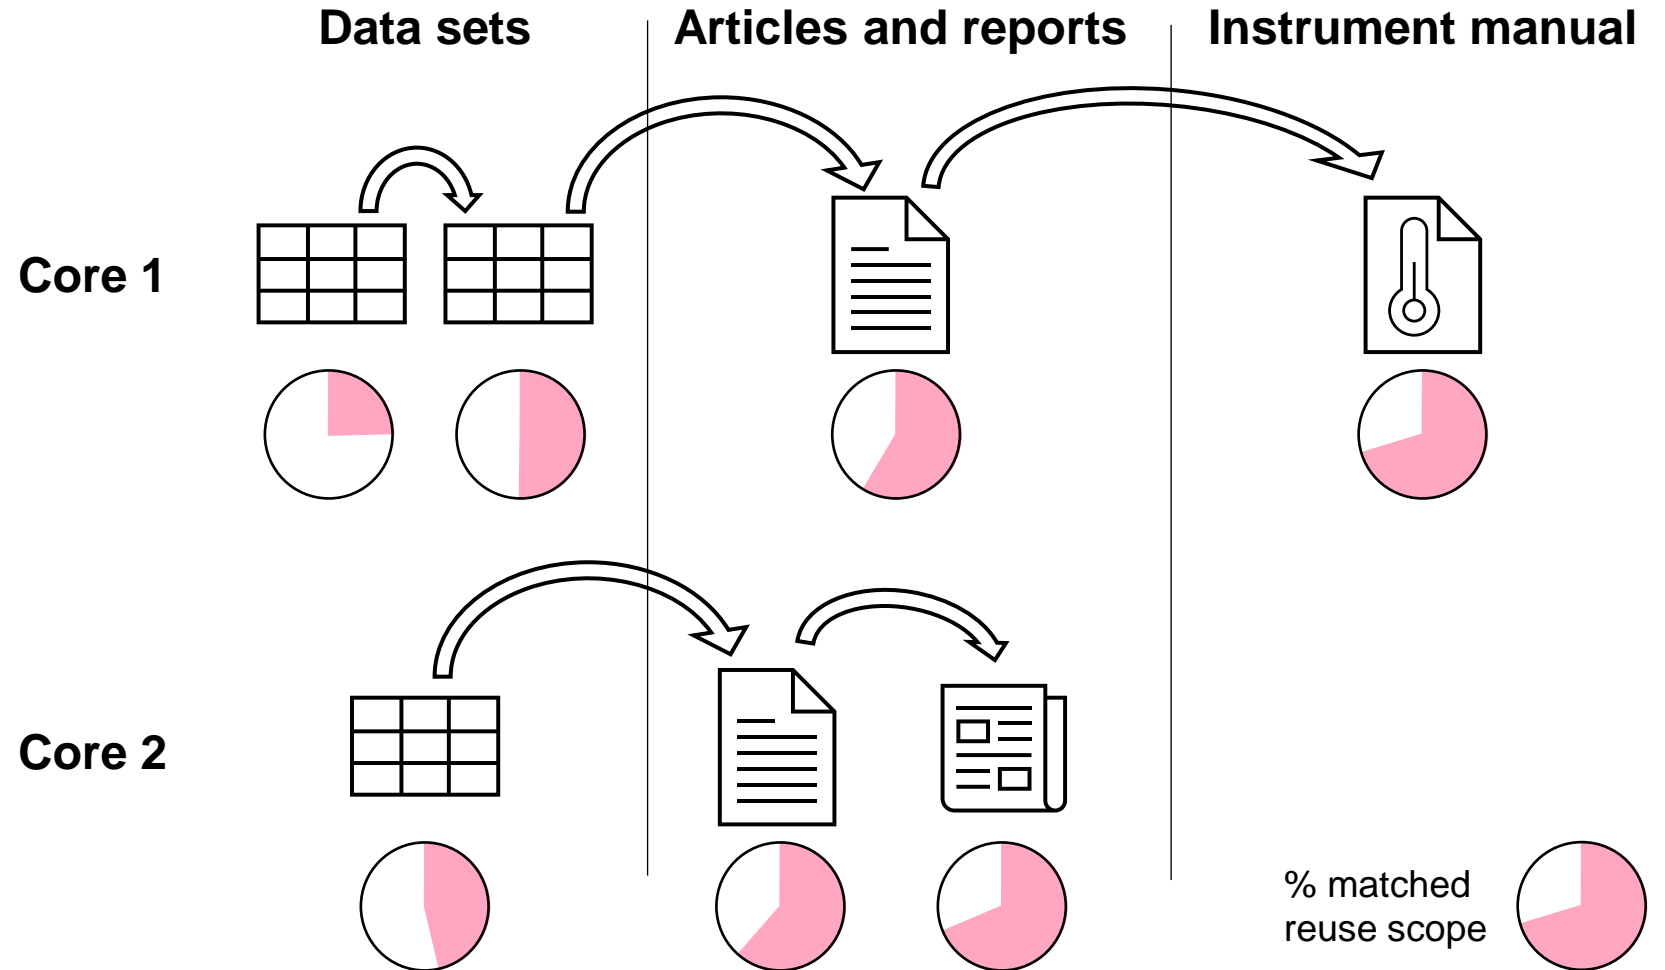 Data sets
Articles and reports
Instrument manual
Core 1
Core 2
% matched
reuse scope